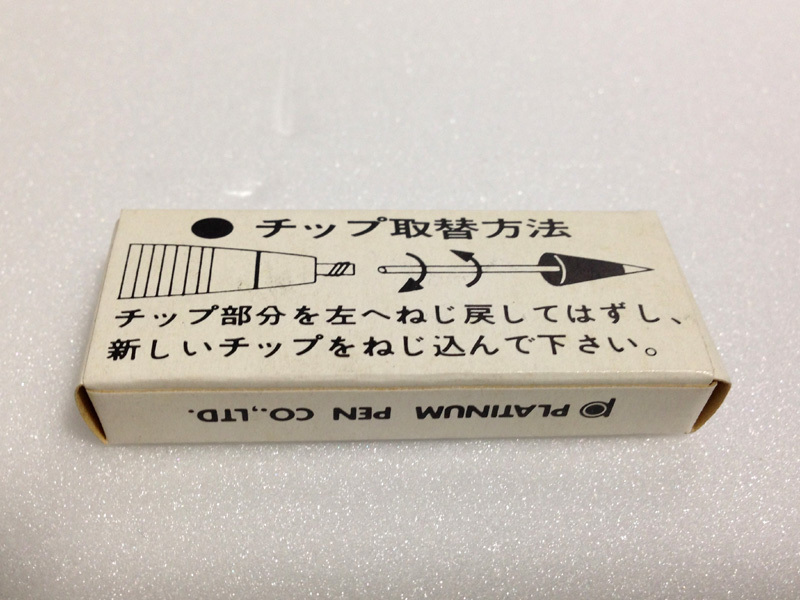 ● チップ取替方法
チップ部分を左へねじ戻してはずし、
新しいチップをねじ込んで下さい。
PLATINUM PEN CO.,LTD.